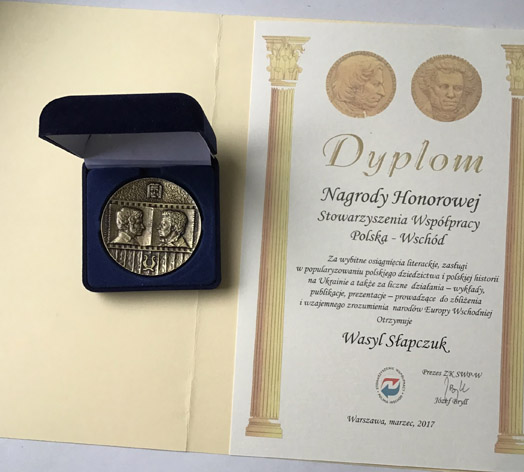 Dyplom
Nagrody Honorowej
Stowarzyszenia Współpracy
Polska - Wschód
Za wybitne osiągnięcia literackie, zasługi
w popularyzowaniu polskiego dziedzictwa i polskiej historii
na Ukrainie a także za liczne działania – wykłady,
publikacje, prezentacje – prowadzące do zbliżenia
i wzajemnego zrozumienia narodów Europy Wschodniej
Otrzymuje
Wasyl Słapczuk
Prezes ZK SWP-W
Józef Bryll
Warszawa, marzec, 2017